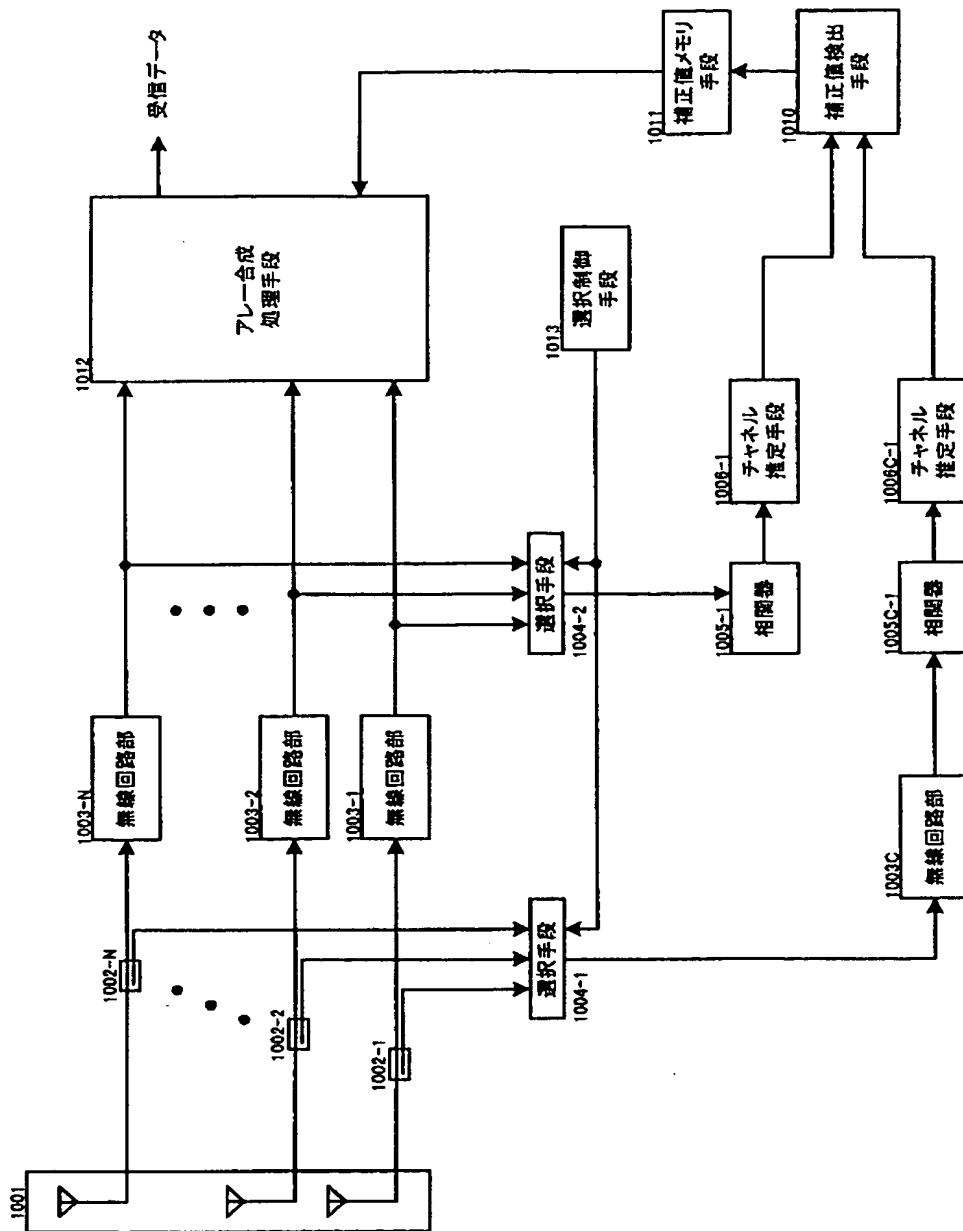 1001
1002-1
1002-2
1002-N
1003-1
無線回路部
1003-2
無線回路部
1003-N
無線回路部
選択手段
1004-1
選択手段
1004-2
1003C
無線回路部
1005-1
相関器
1005C-1
相関器
1006-1
チャネル
推定手段
1006C-1
チャネル
推定手段
1013
選択制御
手段
1012
アレー合成
処理手段
受信データ
1011
補正値メモリ
手段
1010
補正値検出
手段